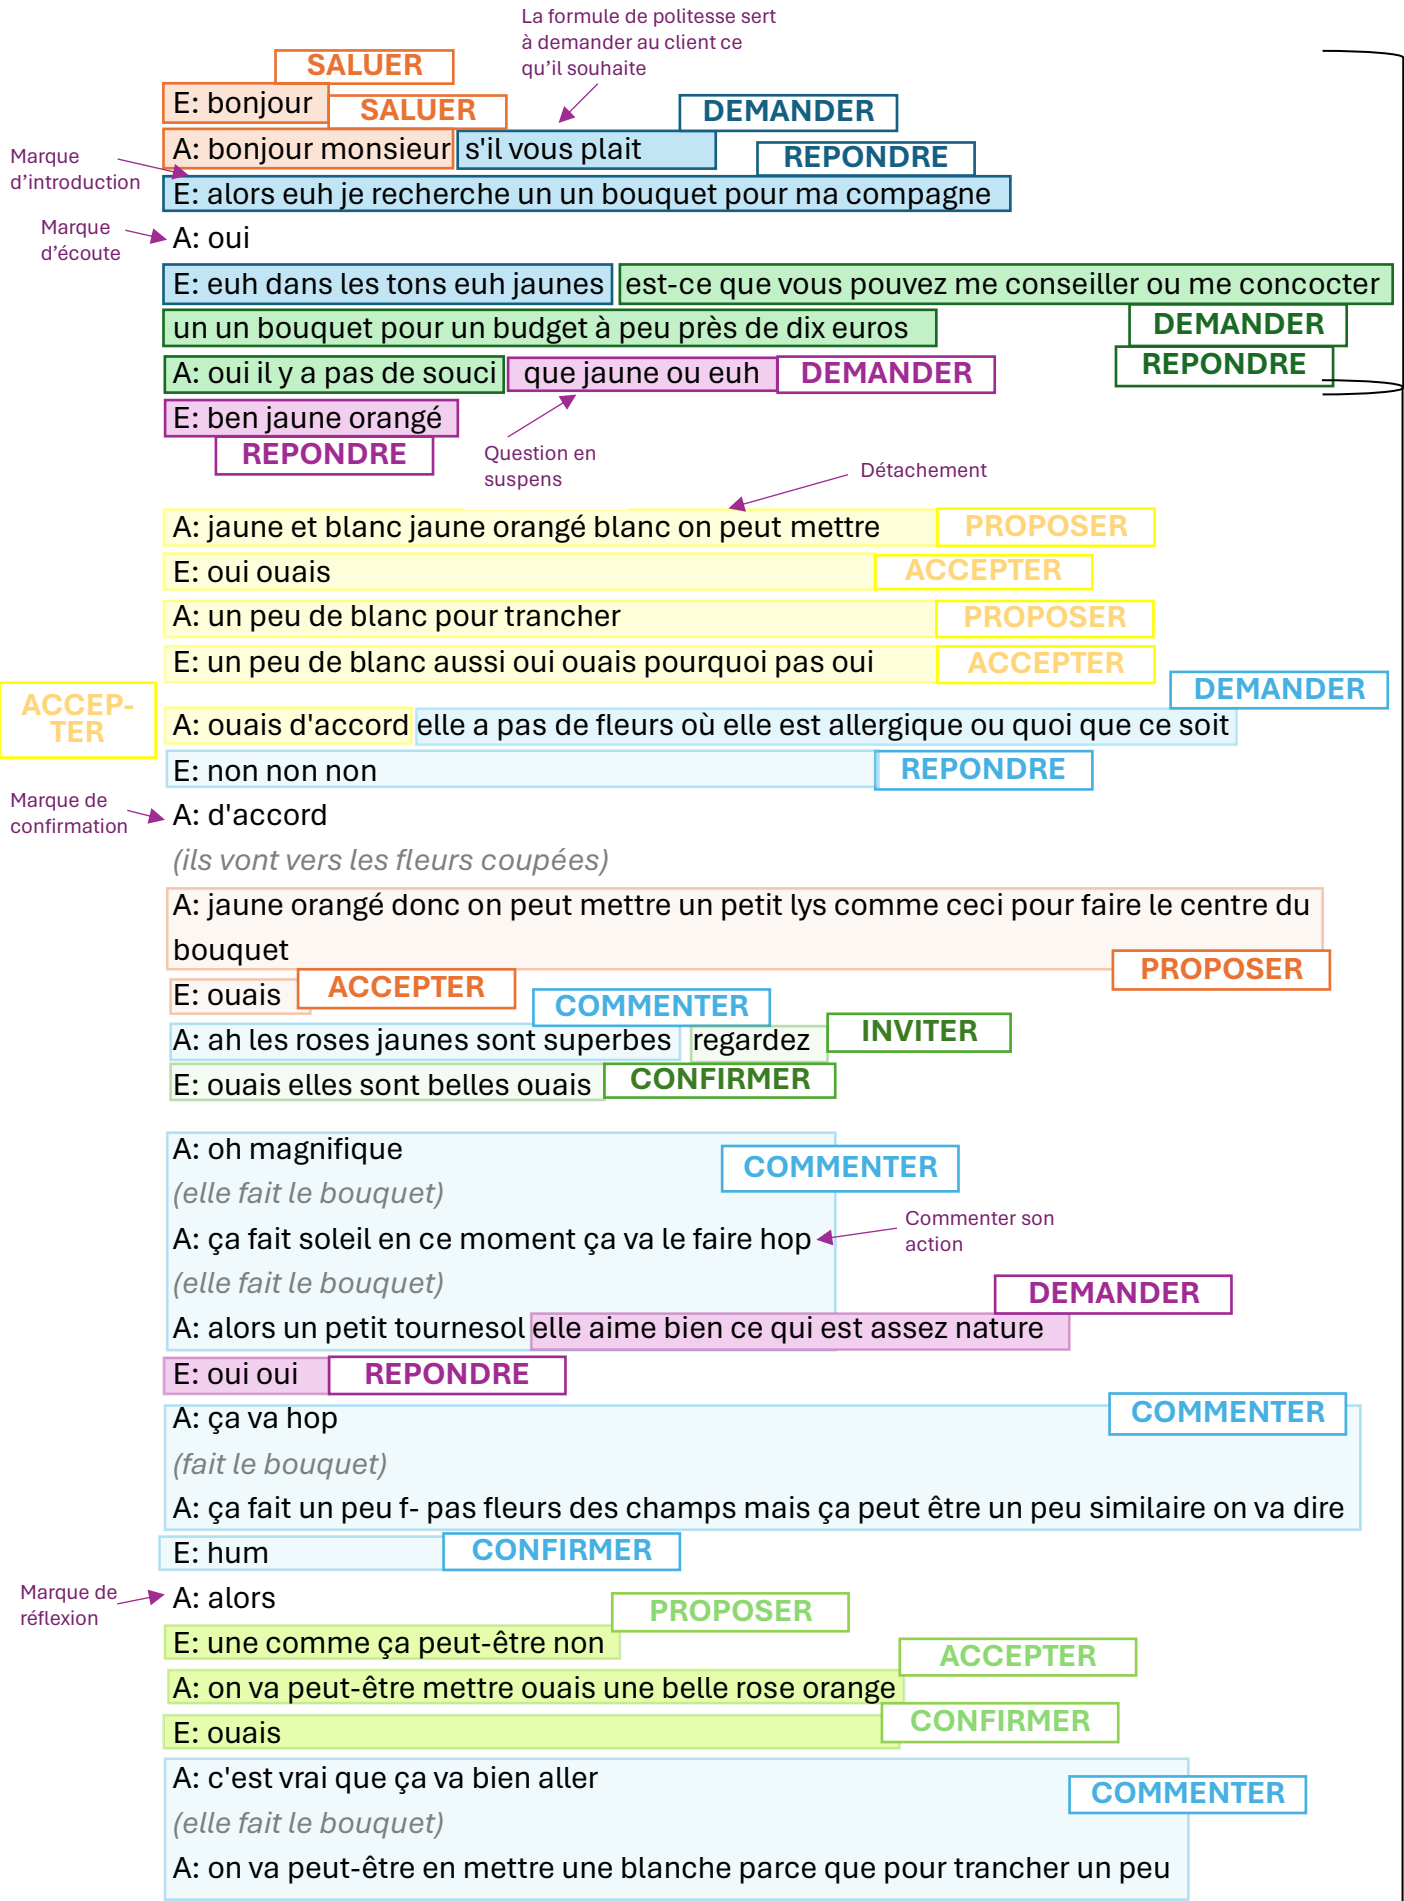 La formule de politesse sert
à demander au client ce
qu’il souhaite
SALUER
E: bonjour
SALUER
DEMANDER
A: bonjour monsieur s'il vous plait
REPONDRE
Marque
d’introduction
E: alors euh je recherche un un bouquet pour ma compagne
Marque
d’écoute
A: oui
E: euh dans les tons euh jaunes est-ce que vous pouvez me conseiller ou me concocter
un un bouquet pour un budget à peu près de dix euros
DEMANDER
REPONDRE
A: oui il y a pas de souci que jaune ou euh DEMANDER
E: ben jaune orangé
REPONDRE
Question en
suspens
Détachement
A: jaune et blanc jaune orangé blanc on peut mettre PROPOSER
E: oui ouais ACCEPTER
A: un peu de blanc pour trancher PROPOSER
E: un peu de blanc aussi oui ouais pourquoi pas oui ACCEPTER
DEMANDER
ACCEP-
TER
A: ouais d'accord elle a pas de fleurs où elle est allergique ou quoi que ce soit
E: non non non REPONDRE
Marque de
confirmation
A: d'accord
(ils vont vers les fleurs coupées)
A: jaune orangé donc on peut mettre un petit lys comme ceci pour faire le centre du
bouquet
PROPOSER
E: ouais ACCEPTER
COMMENTER
A: ah les roses jaunes sont superbes regardez INVITER
E: ouais elles sont belles ouais CONFIRMER
A: oh magnifique
COMMENTER
(elle fait le bouquet)
A: ça fait soleil en ce moment ça va le faire hop
Commenter son
action
(elle fait le bouquet)
DEMANDER
A: alors un petit tournesol elle aime bien ce qui est assez nature
E: oui oui REPONDRE
A: ça va hop COMMENTER
(fait le bouquet)
A: ça fait un peu f- pas fleurs des champs mais ça peut être un peu similaire on va dire
E: hum CONFIRMER
Marque de
réflexion
A: alors
PROPOSER
E: une comme ça peut-être non
ACCEPTER
A: on va peut-être mettre ouais une belle rose orange
CONFIRMER
E: ouais
A: c'est vrai que ça va bien aller
COMMENTER
(elle fait le bouquet)
A: on va peut-être en mettre une blanche parce que pour trancher un peu